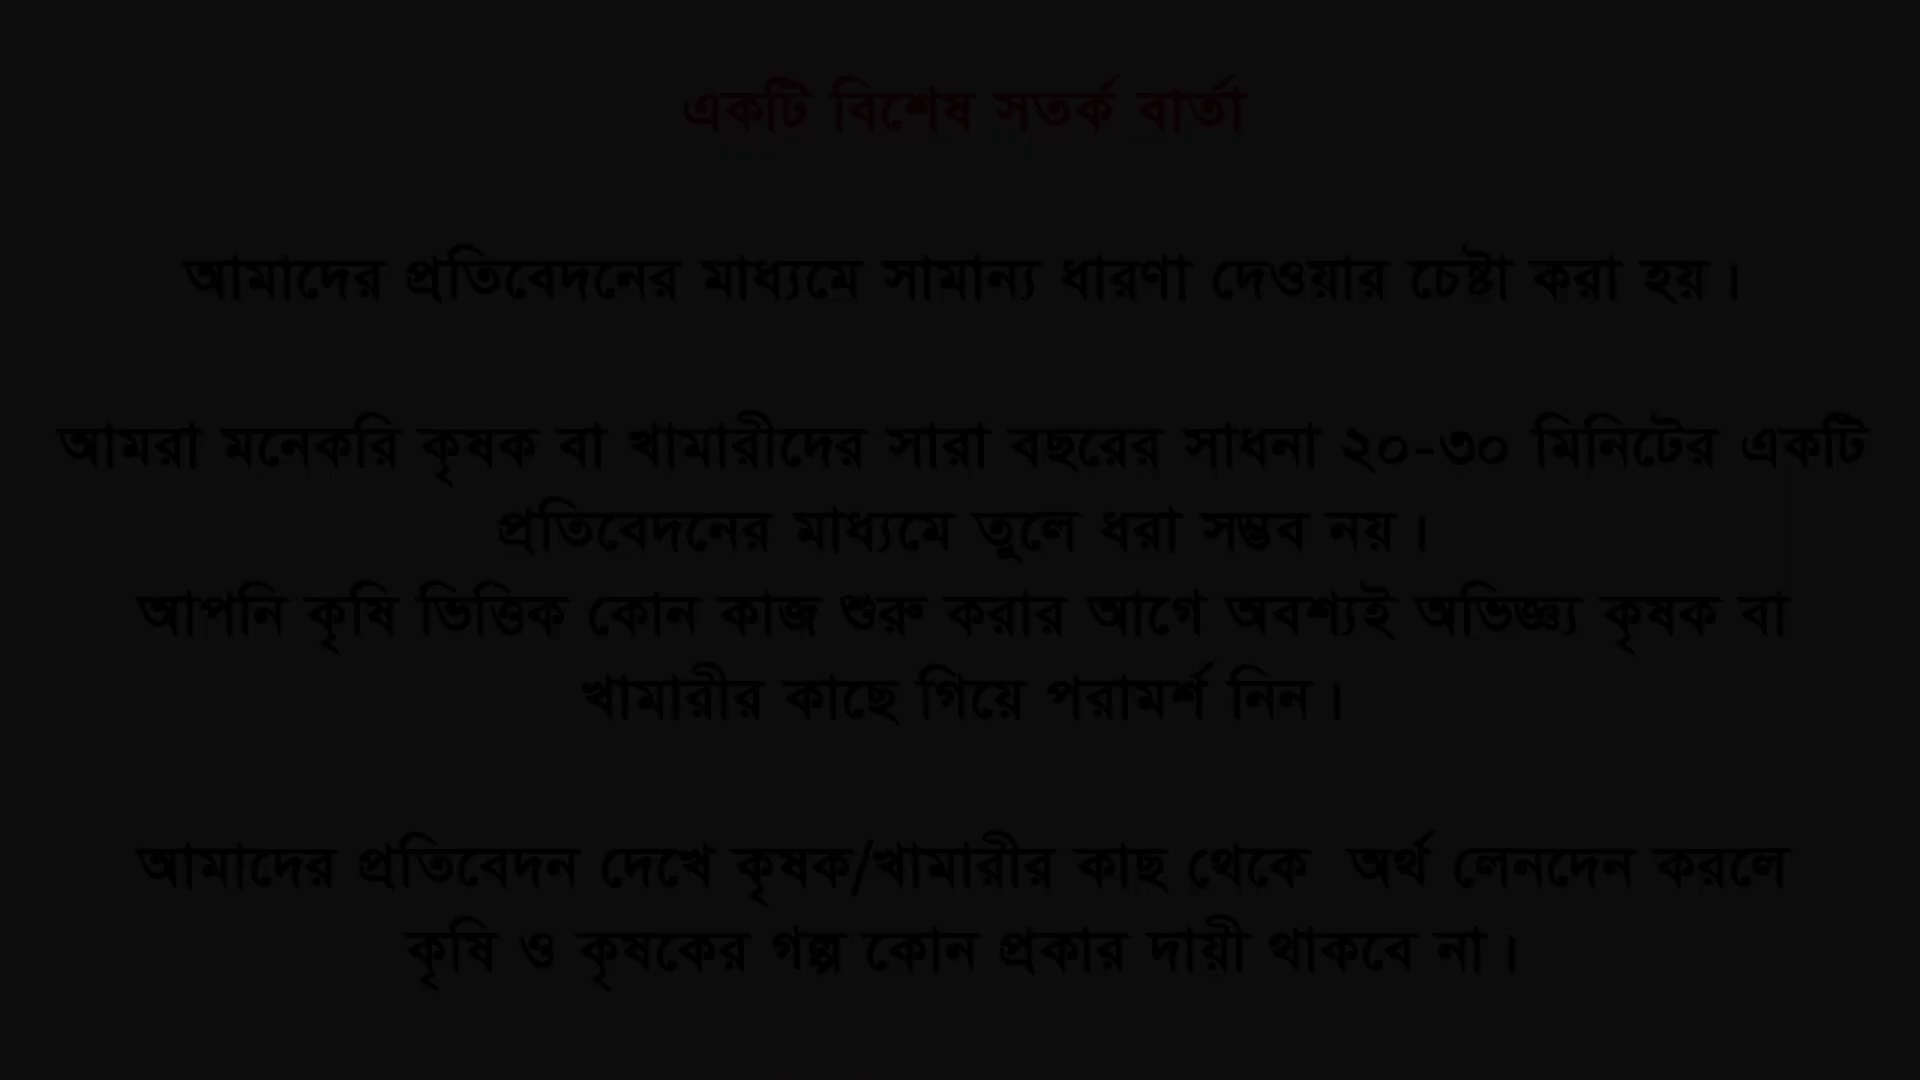 একটি বিশেষ সতর্ক বার্তা
আমাদের প্রতিবেদনের মাধ্যমে সামান্য ধারণা দেওয়ার চেষ্টা করা হয়।
আমরা মনেকরি কৃষক বা খামারীদের সারা বছরের সাধনা ২০-৩০ মিনিটের একটি
প্রতিবেদনের মাধ্যমে তুলে ধরা সম্ভব নয়।
আপনি কৃষি ভিত্তিক কোন কাজ শুরু করার আগে অবশ্যই অভিজ্ঞ্য কৃষক বা
খামারীর কাছে গিয়ে পরামর্শ নিন।
আমাদের প্রতিবেদন দেখে কৃষক/খামারীর কাছ থেকে অর্থ লেনদেন করলে
কৃষি ও কৃষকের গল্প কোন প্রকার দায়ী থাকবে না।